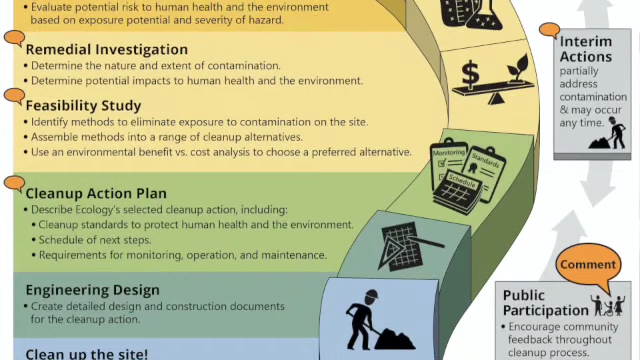 • Evaluate potential risk to human health and the environment
based on exposure potential and severity of hazard.
Remedial Investigation
• Determine the nature and extent of contamination.
• Determine potential impacts to human health and the environment.
Feasibility Study
• Identify methods to eliminate exposure to contamination on the site.
• Assemble methods into a range of cleanup alternatives.
• Use an environmental benefit vs. cost analysis to choose a preferred alternative.
Cleanup Action Plan
• Describe Ecology's selected cleanup action, including:
• Cleanup standards to protect human health and the environment.
• Schedule of next steps.
• Requirements for monitoring, operation, and maintenance.
Engineering Design
• Create detailed design and construction documents
for the cleanup action.
Clean up the site!
$
Monitoring
Standards
Schedule
Interim
Actions
partially
address
contamination
& may occur
any time.
Comment
Public
Participation
• Encourage community
feedback throughout
cleanup process.